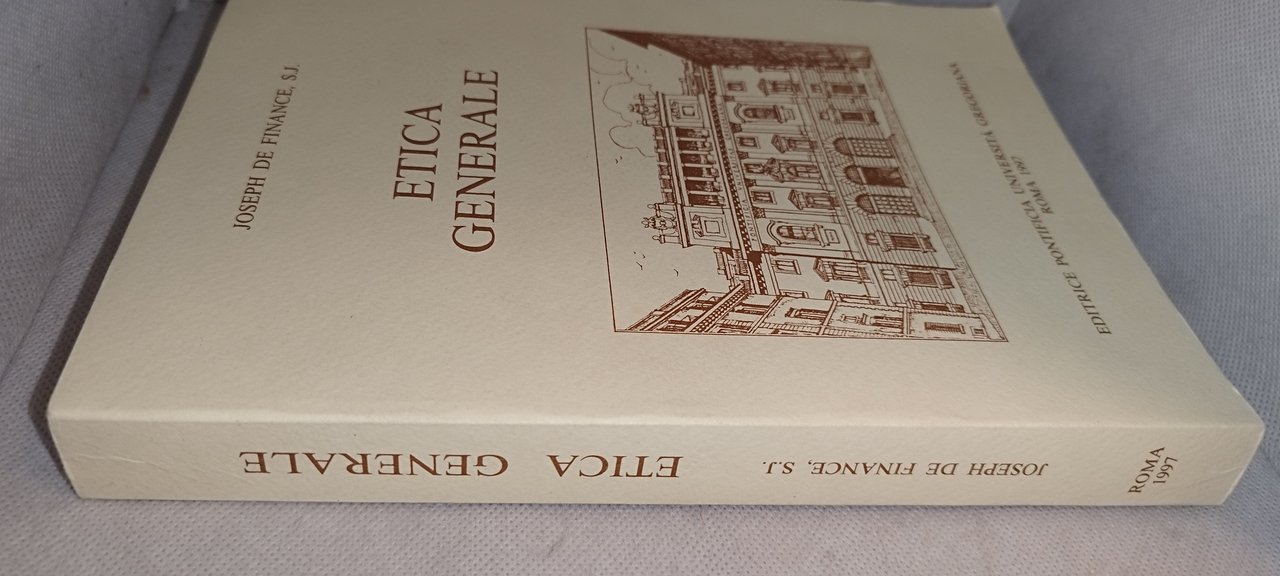 JOSEPH DE FINANCE, S.J.
ETICA
GENERALE
EDITRICE PONTIFICIA UNIVERSITÀ GREGORIANA
ROMA 1997
JOSEPH DE FINANCE, S.J.
ETICA GENERALE
ROMA
1997